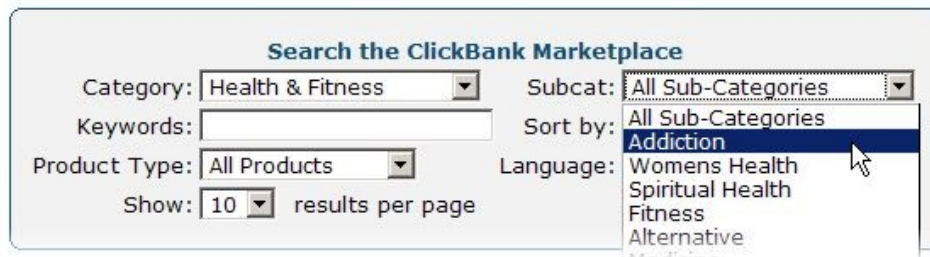 Search the ClickBank Marketplace
Category: Health & Fitness Subcat: All Sub-Categories
Keywords: Sort by: All Sub-Categories
Addiction
Product Type: All Products Language: Womens Health
Spiritual Health
Show: 10 results per page Fitness
Alternative